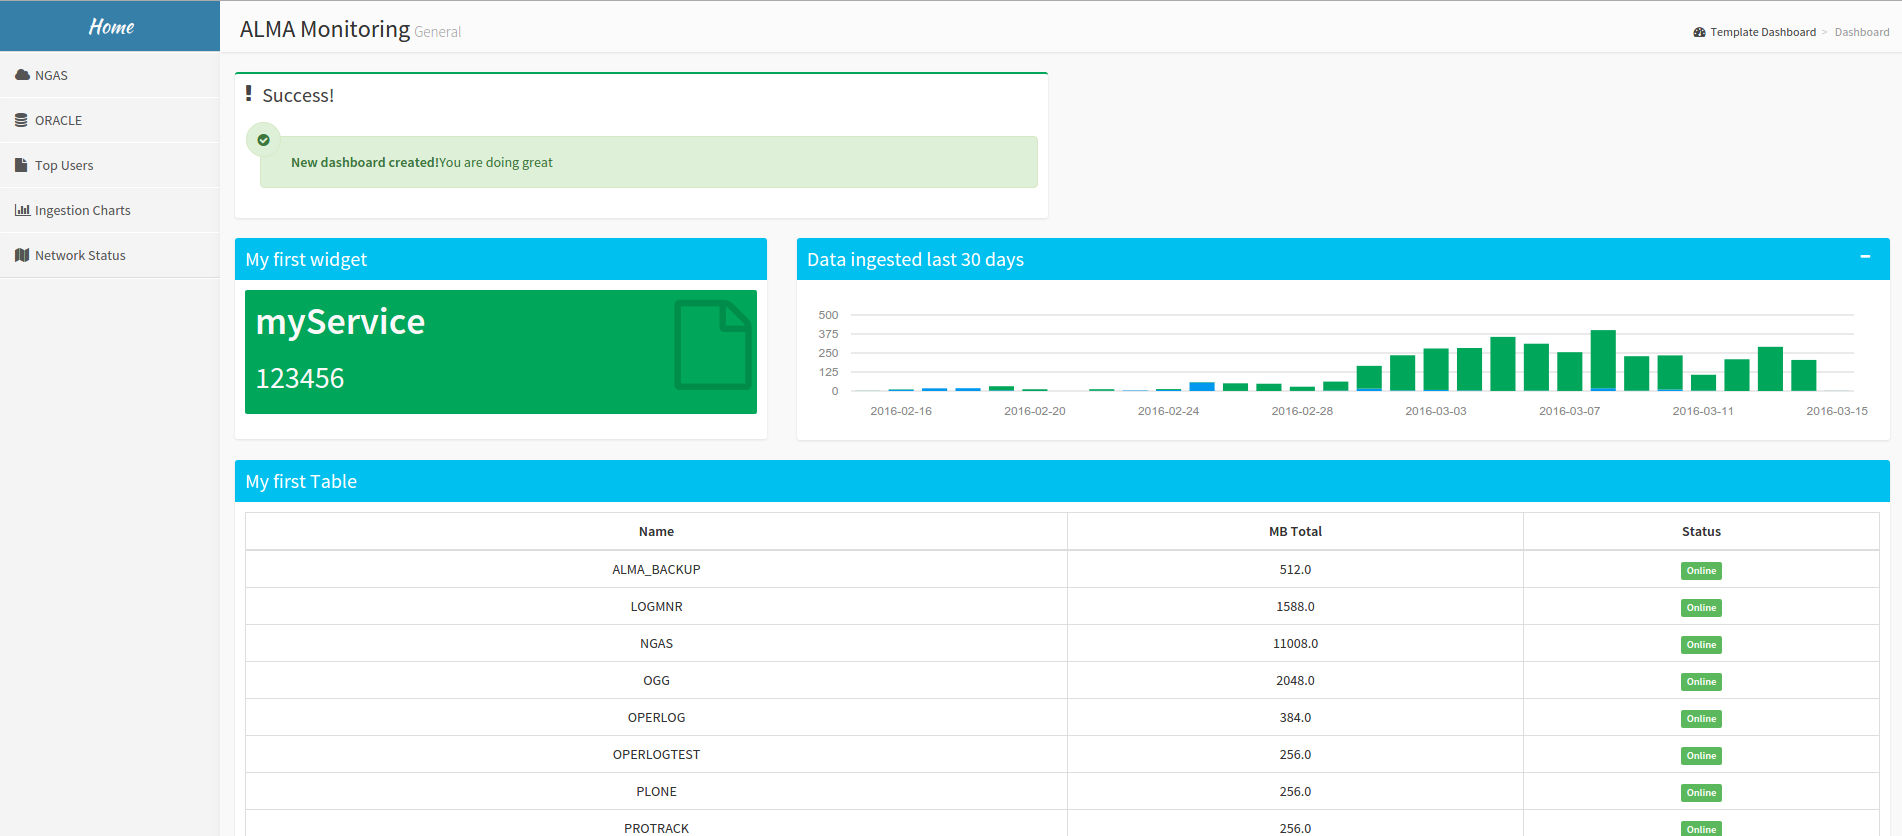 Home
ALMA Monitoring General
Template Dashboard > Dashboard
NGAS
ORACLE
Top Users
Ingestion Charts
Network Status
! Success!
New dashboard created!You are doing great
My first widget
myService
123456
Data ingested last 30 days
500
375
250
125
0
2016-02-16 2016-02-20 2016-02-24 2016-02-28 2016-03-03 2016-03-07 2016-03-11 2016-03-15
My first Table
Name MB Total Status
ALMA_BACKUP 512.0 Online
LOGMNR 1588.0 Online
NGAS 11008.0 Online
OGG 2048.0 Online
OPERLOG 384.0 Online
OPERLOGTEST 256.0 Online
PLONE 256.0 Online
PROTRACK 256.0 Online